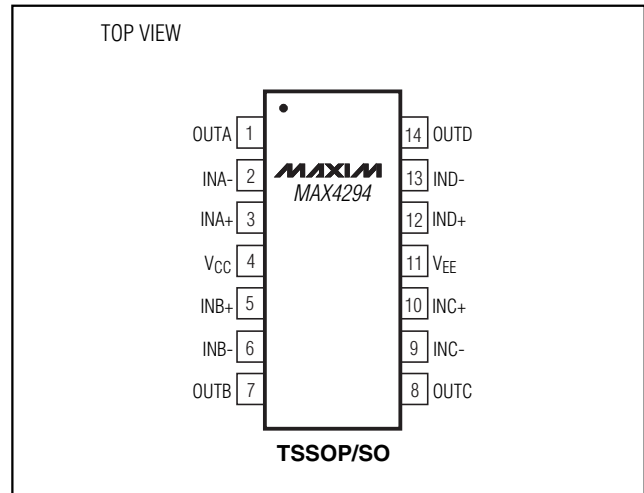 TOP VIEW
OUTA 1 14 OUTD
INA- 2 MAXIM 13 IND-
MAX4294
INA+ 3 12 IND+
VCC 4 11 VEE
INB+ 5 10 INC+
INB- 6 9 INC-
OUTB 7 8 OUTC
TSSOP/SO